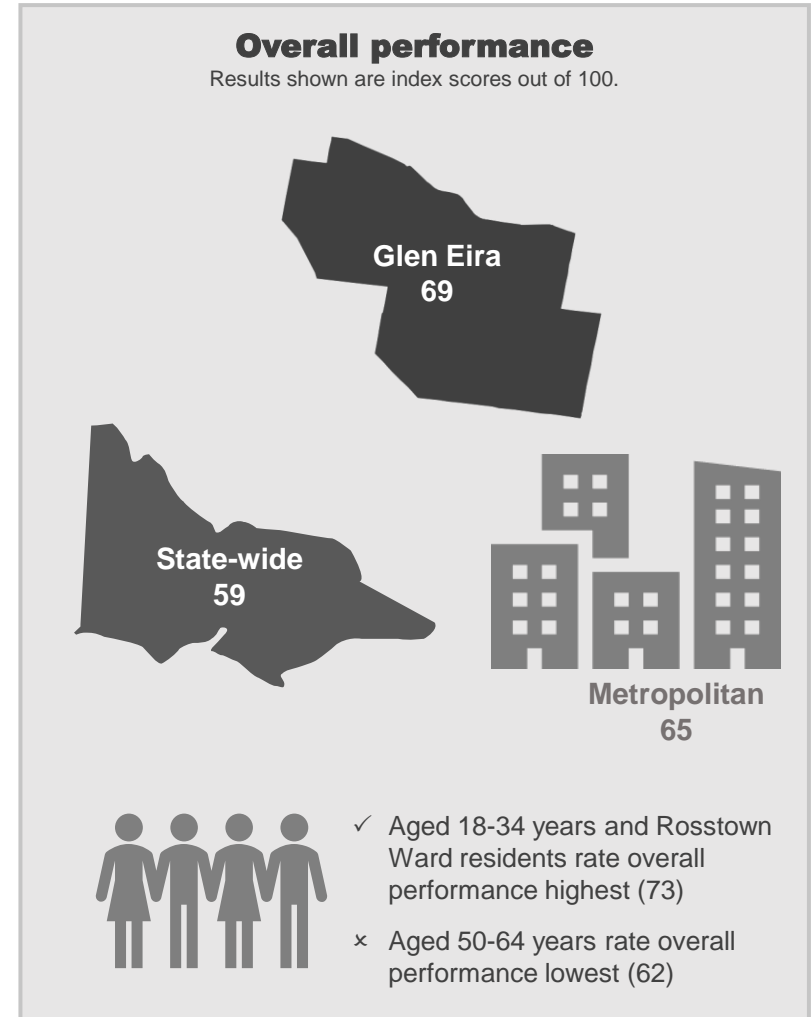 Overall performance
Results shown are index scores out of 100.
Glen Eira
69
State-wide
59
Metropolitan
65
✓ Aged 18-34 years and Rosstown
Ward residents rate overall
performance highest (73)
× Aged 50-64 years rate overall
performance lowest (62)